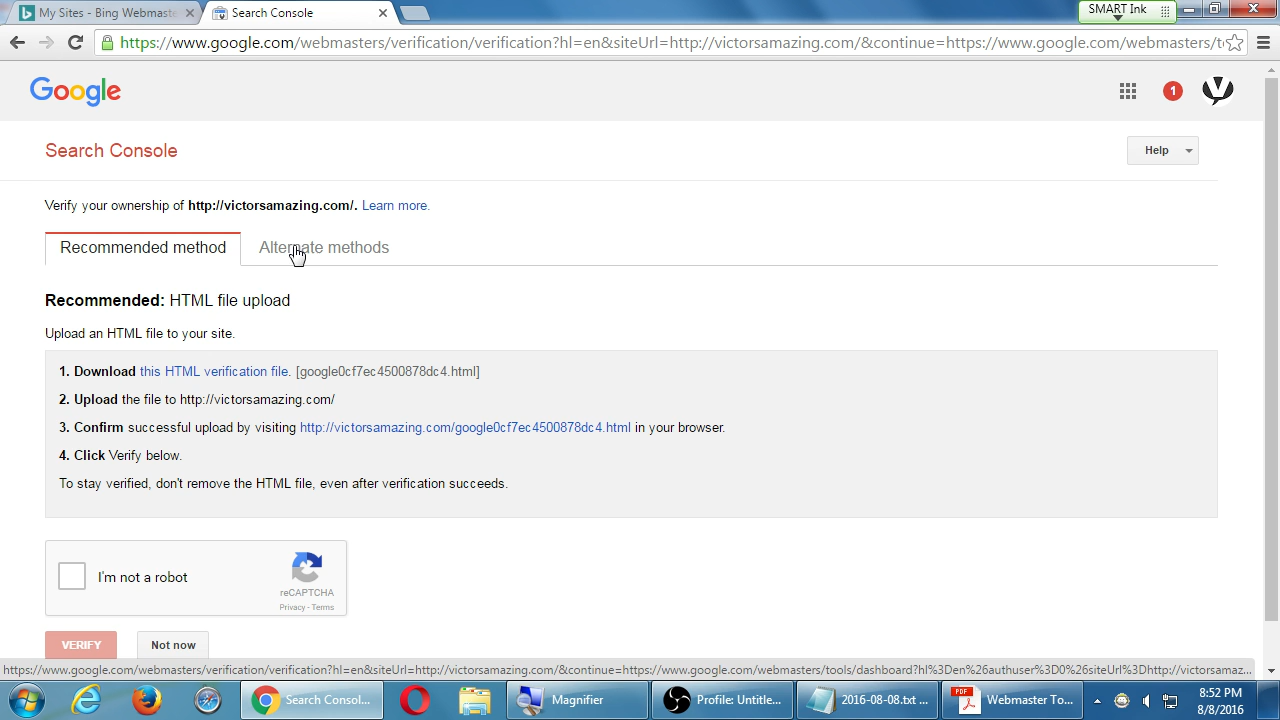 My Sites - Bing Webmaste
Search Console
SMART Ink
https://www.google.com/webmasters/verification/verification?hl=en&siteUrl=http://victorsamazing.com/&continue=https://www.google.com/webmasters/t
Google
1
Search Console
Help
Verify your ownership of http://victorsamazing.com/. Learn more.
Recommended method
Alternate methods
Recommended: HTML file upload
Upload an HTML file to your site.
1. Download this HTML verification file. [google0cf7ec4500878dc4.html]
2. Upload the file to http://victorsamazing.com/
3. Confirm successful upload by visiting http://victorsamazing.com/google0cf7ec4500878dc4.html in your browser.
4. Click Verify below.
To stay verified, don't remove the HTML file, even after verification succeeds.
I'm not a robot
reCAPTCHA
Privacy - Terms
VERIFY
Not now
https://www.google.com/webmasters/verification/verification?hl=en&siteUrl=http://victorsamazing.com/&continue=https://www.google.com/webmasters/tools/dashboard?hl%3Den%26authuser%3D0%26siteUrl%3Dhttp://victorsamaz...
Search Consol...
Magnifier
Profile: Untitle...
2016-08-08.txt ...
PDF
Webmaster To...
8:52 PM
8/8/2016